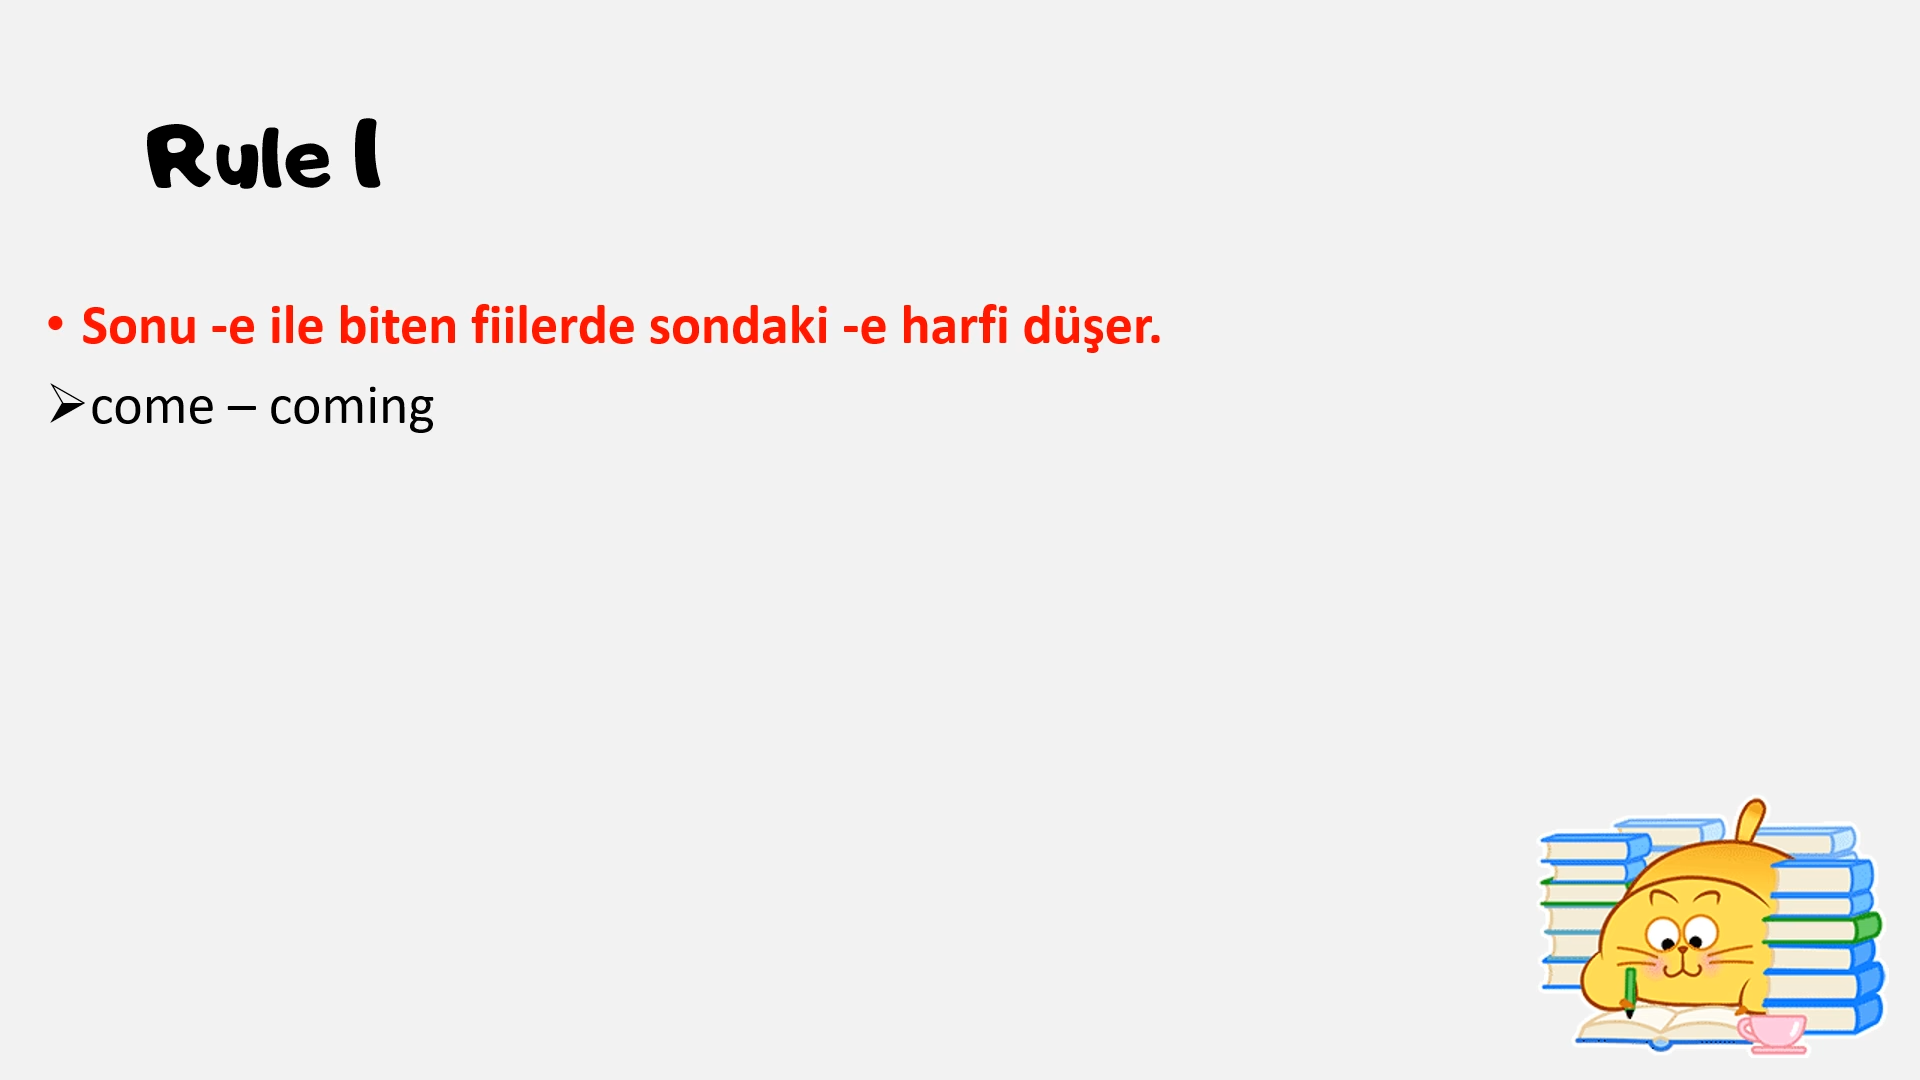 Rule 1
• Sonu -e ile biten fiilerde sondaki -e harfi düşer.
➢come – coming